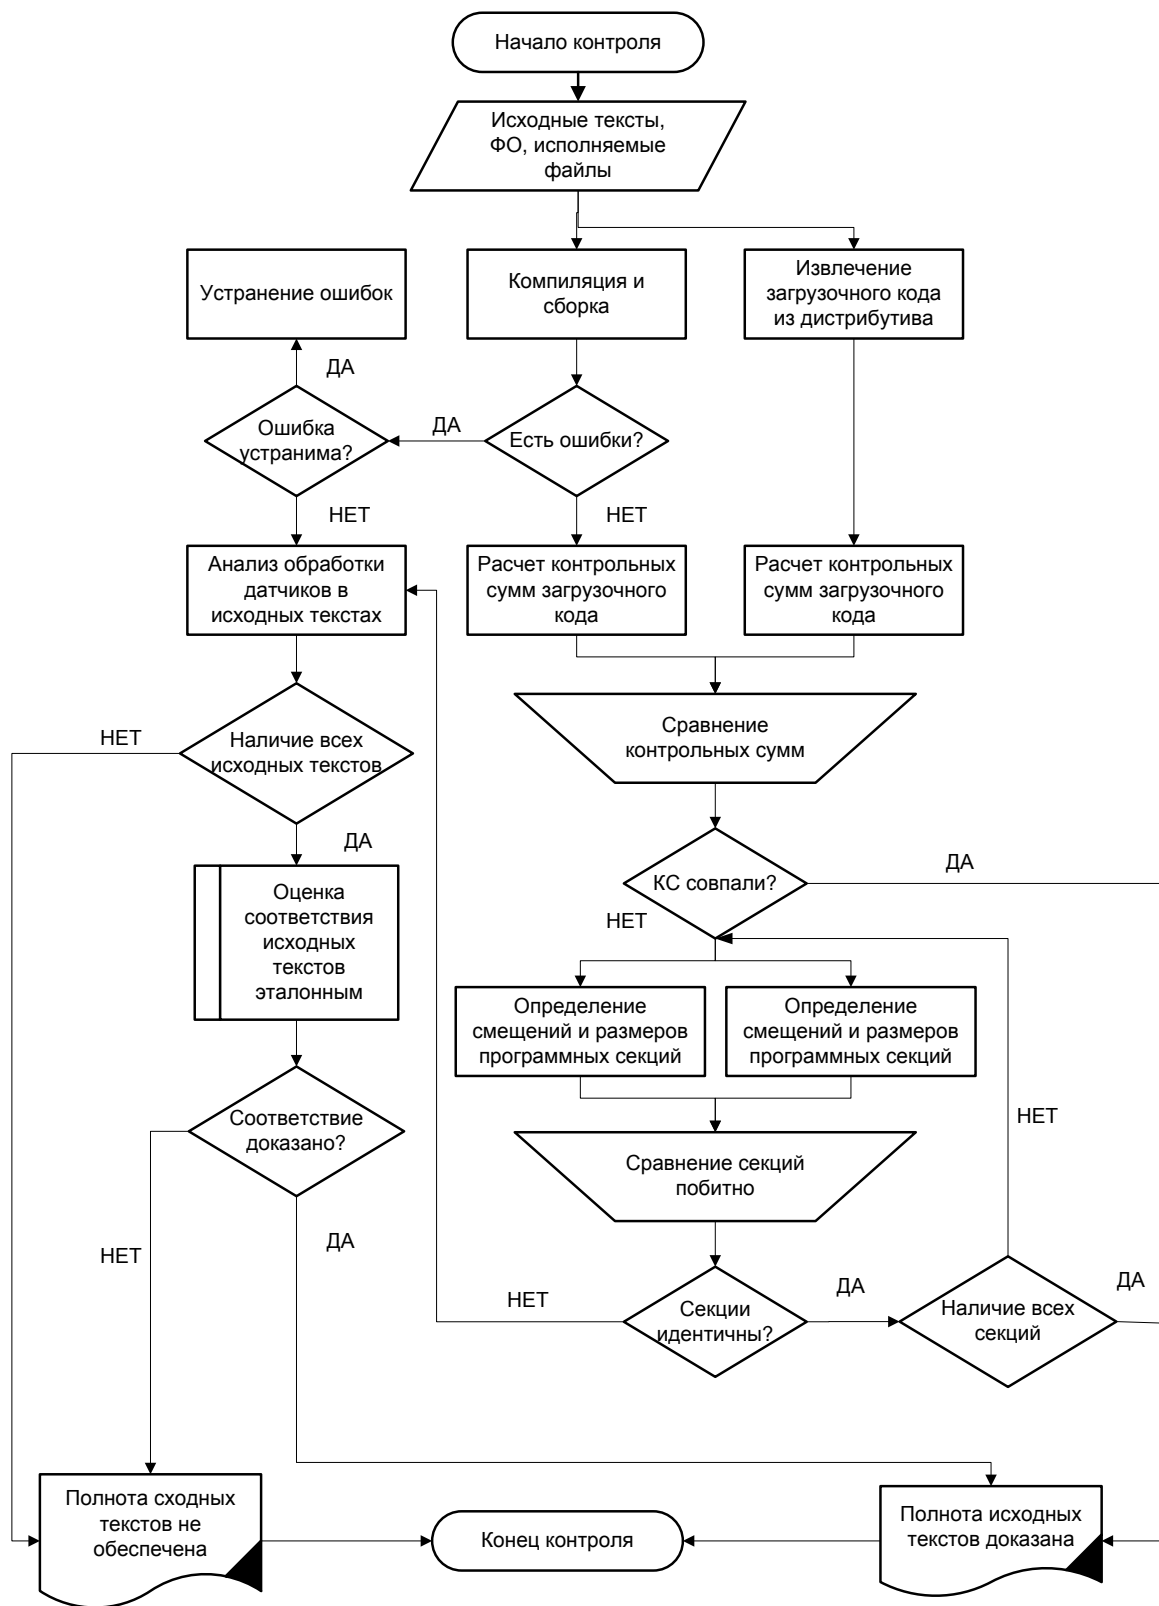 Начало контроля
Исходные тексты,
ФО, исполняемые
файлы
Устранение ошибок
Компиляция и
сборка
Извлечение
загрузочного кода
из дистрибутива
ДА
Ошибка
устранима?
ДА
Есть ошибки?
НЕТ
НЕТ
Анализ обработки
датчиков в
исходных текстах
Расчет контрольных
сумм загрузочного
кода
Расчет контрольных
сумм загрузочного
кода
НЕТ
Наличие всех
исходных текстов
Сравнение
контрольных сумм
ДА
Оценка
соответствия
исходных
текстов
эталонным
КС совпали?
ДА
НЕТ
Определение
смещений и размеров
программных секций
Определение
смещений и размеров
программных секций
Соответствие
доказано?
НЕТ
Сравнение секций
побитно
НЕТ
ДА
НЕТ
Секции
идентичны?
ДА
Наличие всех
секций
ДА
Полнота сходных
текстов не
обеспечена
Конец контроля
Полнота исходных
текстов доказана